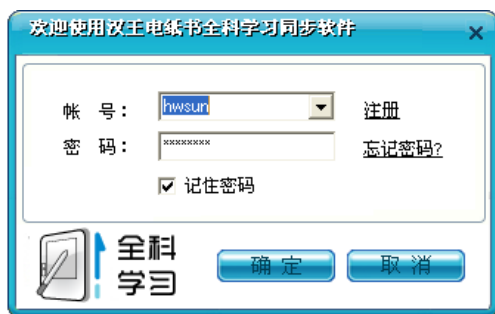 欢迎使用汉王电纸书全科学习同步软件
帐 号： hwsun 注册
密 码： ******** 忘记密码?
记住密码
全科
学习
确 定 取 消